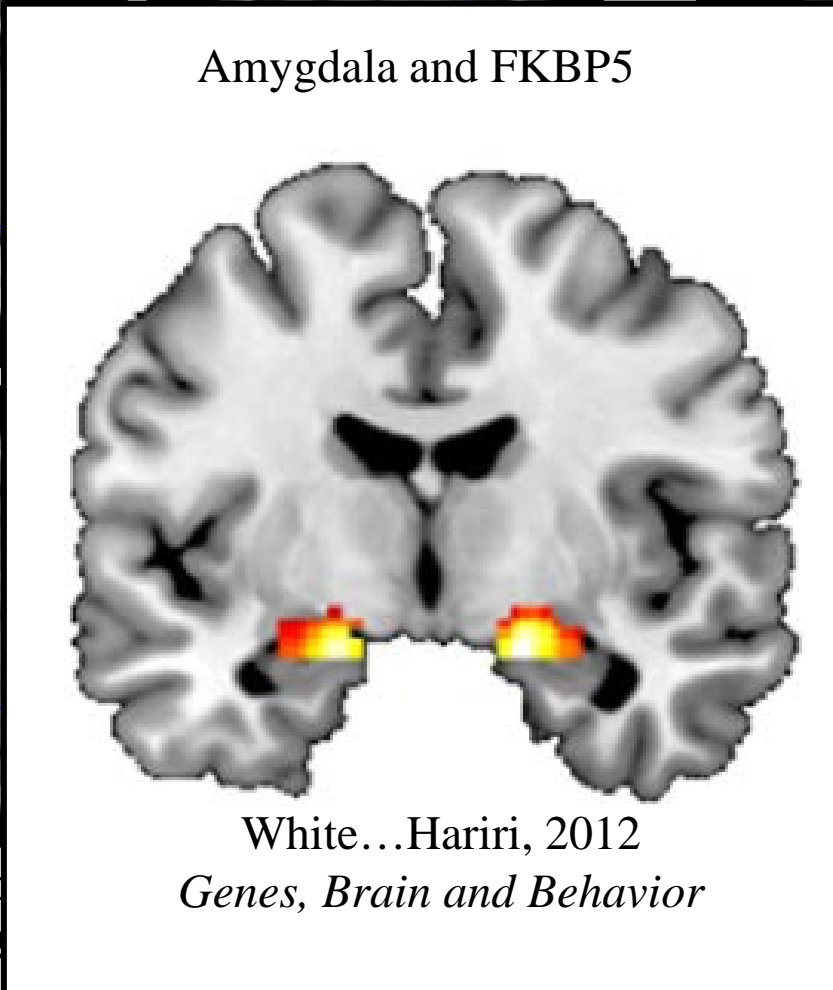 Amygdala and FKBP5
White…Hariri, 2012
Genes, Brain and Behavior